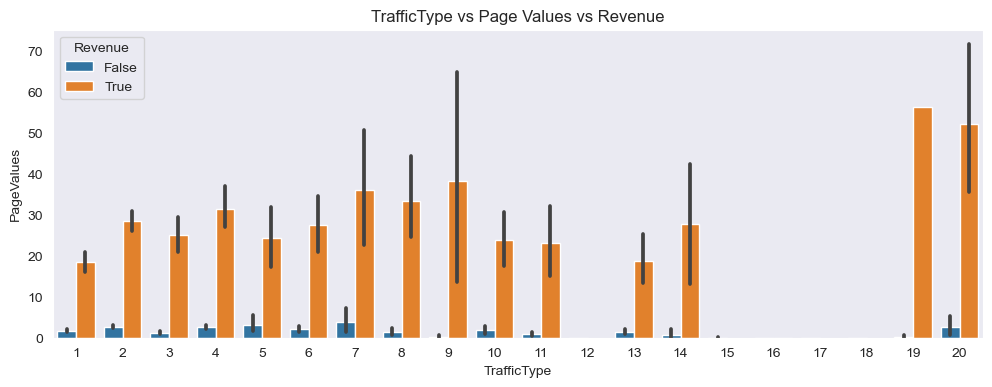 TrafficType vs Page Values vs Revenue
Revenue
False
True
PageValues
70
60
50
40
30
20
10
0
1 2 3 4 5 6 7 8 9 10 11 12 13 14 15 16 17 18 19 20
TrafficType